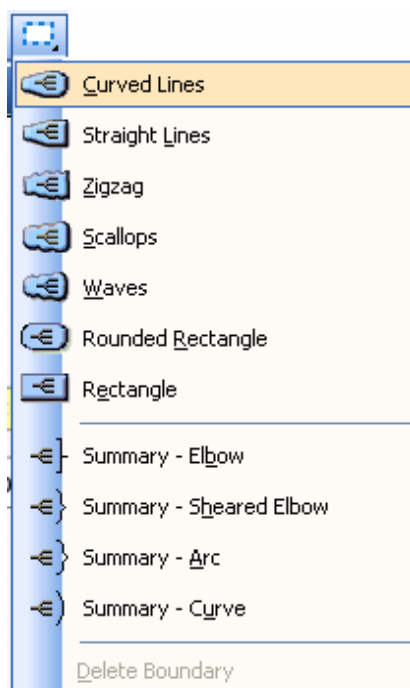 Curved Lines
Straight Lines
Zigzag
Scallops
Waves
Rounded Rectangle
Rectangle
Summary - Elbow
Summary - Sheared Elbow
Summary - Arc
Summary - Curve
Delete Boundary